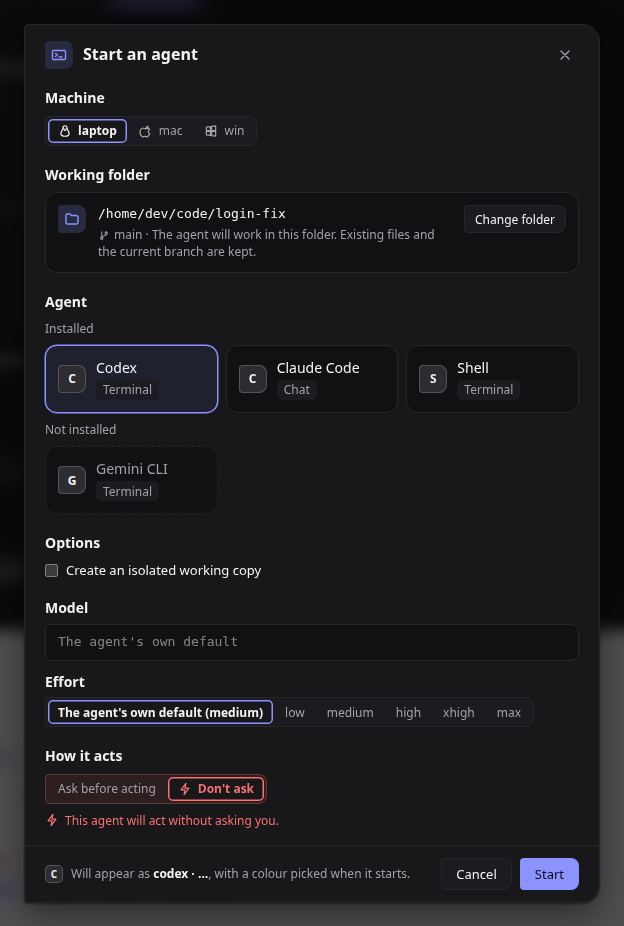 Start an agent
Machine
laptop mac win
Working folder
/home/dev/code/login-fix
Change folder
main · The agent will work in this folder. Existing files and
the current branch are kept.
Agent
Installed
C Codex Terminal
C Claude Code Chat
S Shell Terminal
Not installed
G Gemini CLI Terminal
Options
Create an isolated working copy
Model
The agent's own default
Effort
The agent's own default (medium) low medium high xhigh max
How it acts
Ask before acting Don't ask
This agent will act without asking you.
C Will appear as codex · ..., with a colour picked when it starts.
Cancel Start